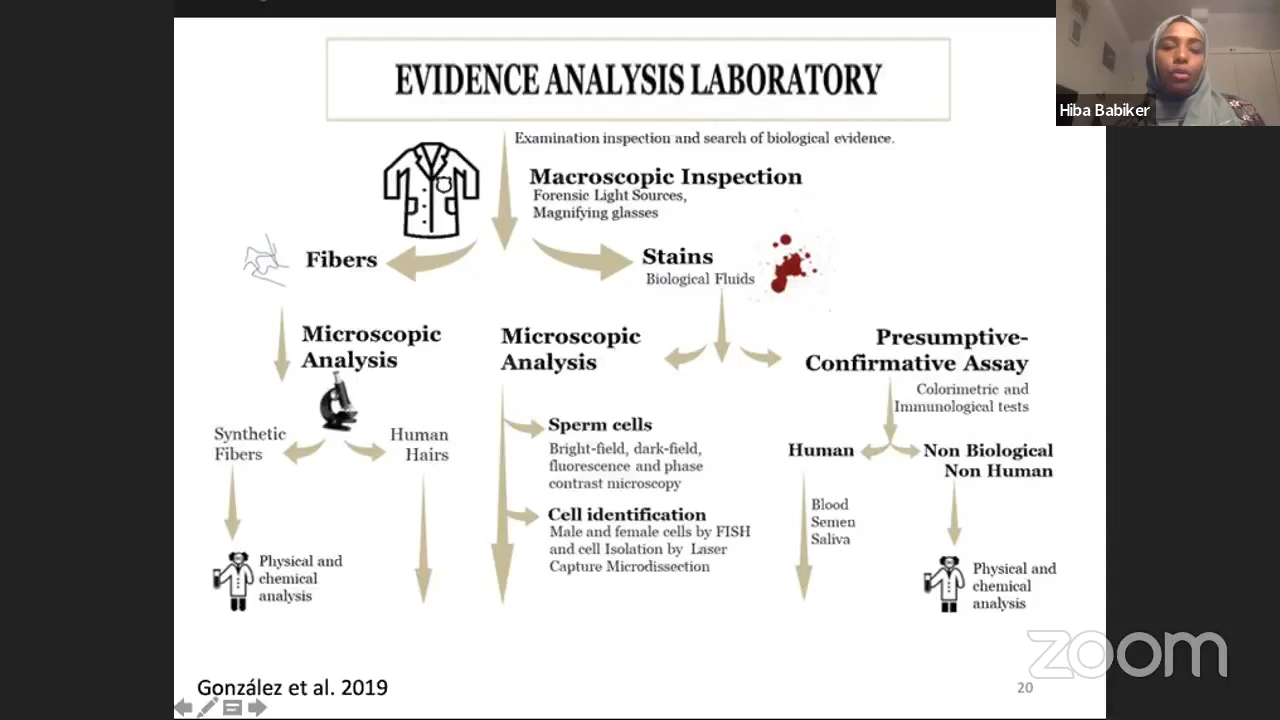 EVIDENCE ANALYSIS LABORATORY
Hiba Babiker
Examination inspection and search of biological evidence.
Macroscopic Inspection
Forensic Light Sources,
Magnifying glasses
Fibers
Stains
Biological Fluids
Microscopic
Analysis
Synthetic
Fibers
Human
Hairs
Physical and
chemical
analysis
Microscopic
Analysis
Sperm cells
Bright-field, dark-field,
fluorescence and phase
contrast microscopy
Cell identification
Male and female cells by FISH
and cell Isolation by Laser
Capture Microdissection
Presumptive-
Confirmative Assay
Colorimetric and
Immunological tests
Human
Blood
Semen
Saliva
Non Biological
Non Human
Physical and
chemical
analysis
zoom
González et al. 2019
20